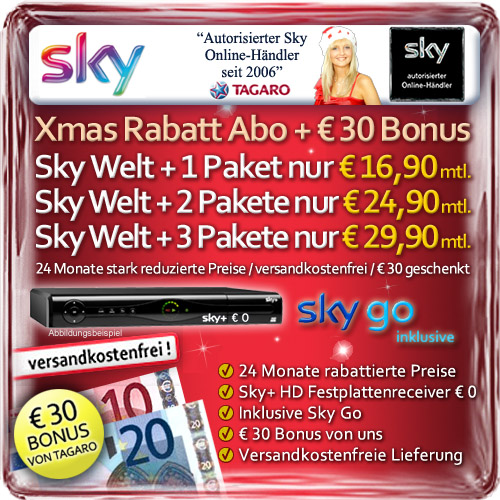 sky
“Autorisierter Sky
Online-Händler
seit 2006”
TAGARO
sky
autorisierter
Online-Händler
Xmas Rabatt Abo + € 30 Bonus
Sky Welt + 1 Paket nur € 16,90 mtl.
Sky Welt + 2 Pakete nur € 24,90 mtl.
Sky Welt + 3 Pakete nur € 29,90 mtl.
24 Monate stark reduzierte Preise / versandkostenfrei / € 30 geschenkt
sky
sky+ € 0
Abbildungsbeispiel
sky go
inklusive
versandkostenfrei !
€ 30
BONUS
VON TAGARO
10
20
24 Monate rabattierte Preise
Sky+ HD Festplattenreceiver € 0
Inklusive Sky Go
€ 30 Bonus von uns
Versandkostenfreie Lieferung